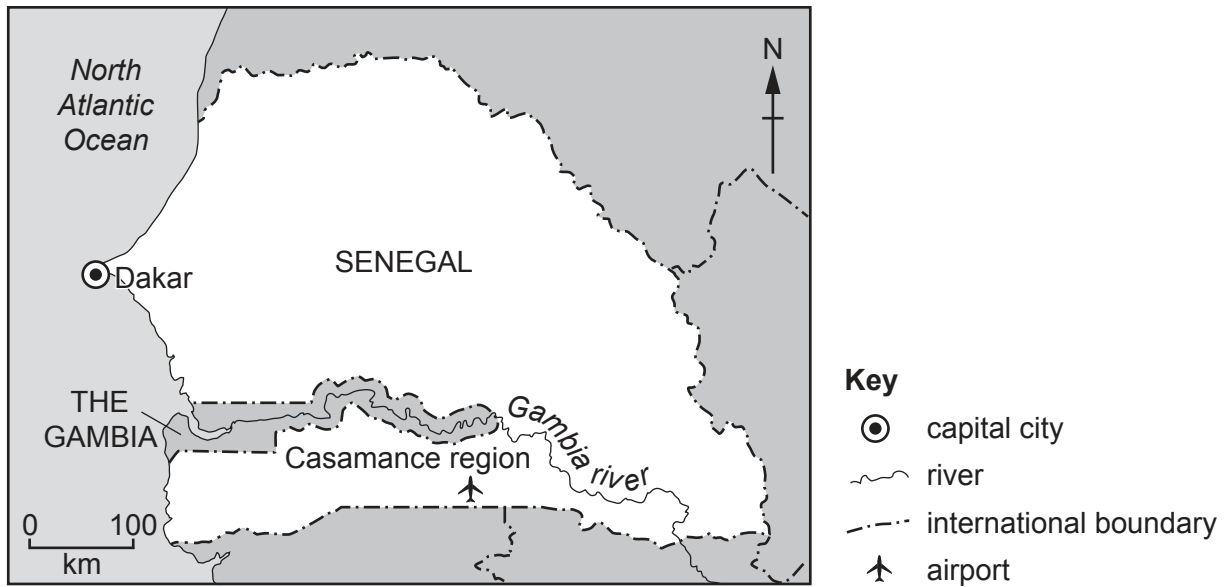 North
Atlantic
Ocean
N
Dakar
SENEGAL
THE
GAMBIA
Gambia river
Casamance region
0 100
km
Key
capital city
river
international boundary
airport